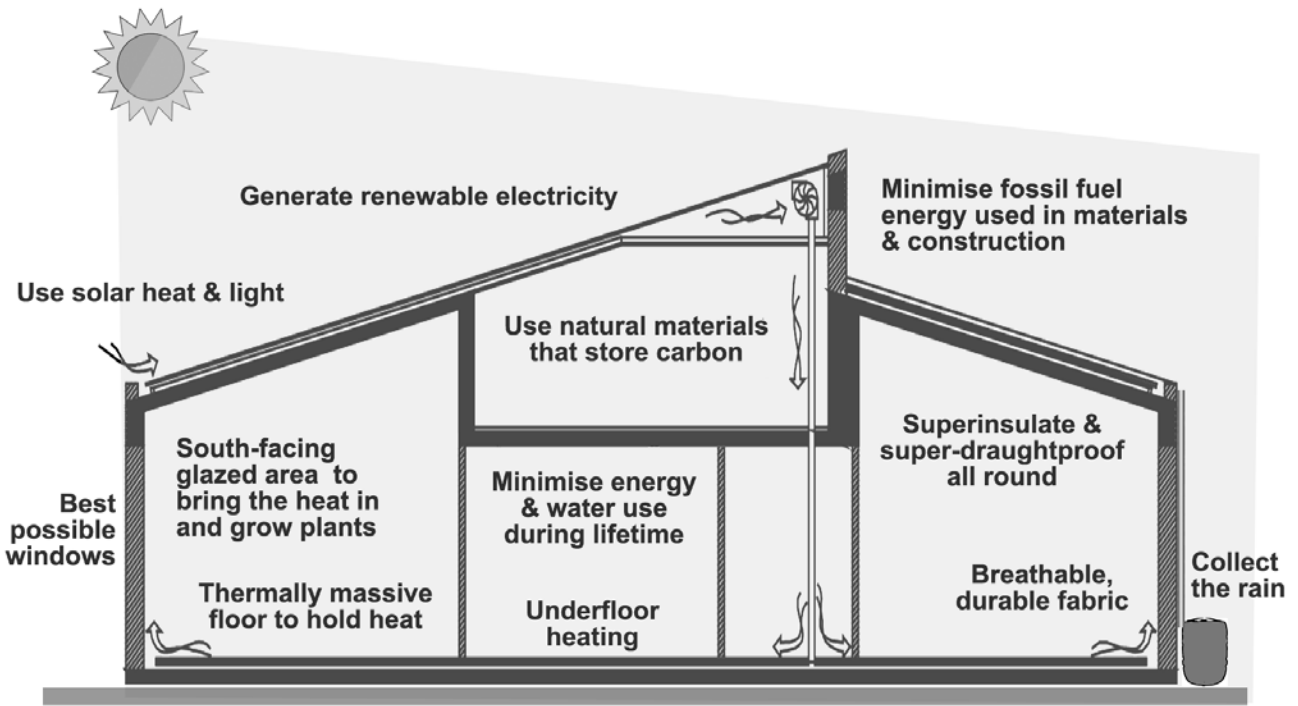 Generate renewable electricity
Minimise fossil fuel
energy used in materials
& construction
Use solar heat & light
Use natural materials
that store carbon
South-facing
glazed area to
bring the heat in
and grow plants
Superinsulate &
super-draughtproof
all round
Best
possible
windows
Minimise energy
& water use
during lifetime
Thermally massive
floor to hold heat
Underfloor
heating
Breathable,
durable fabric
Collect
the rain